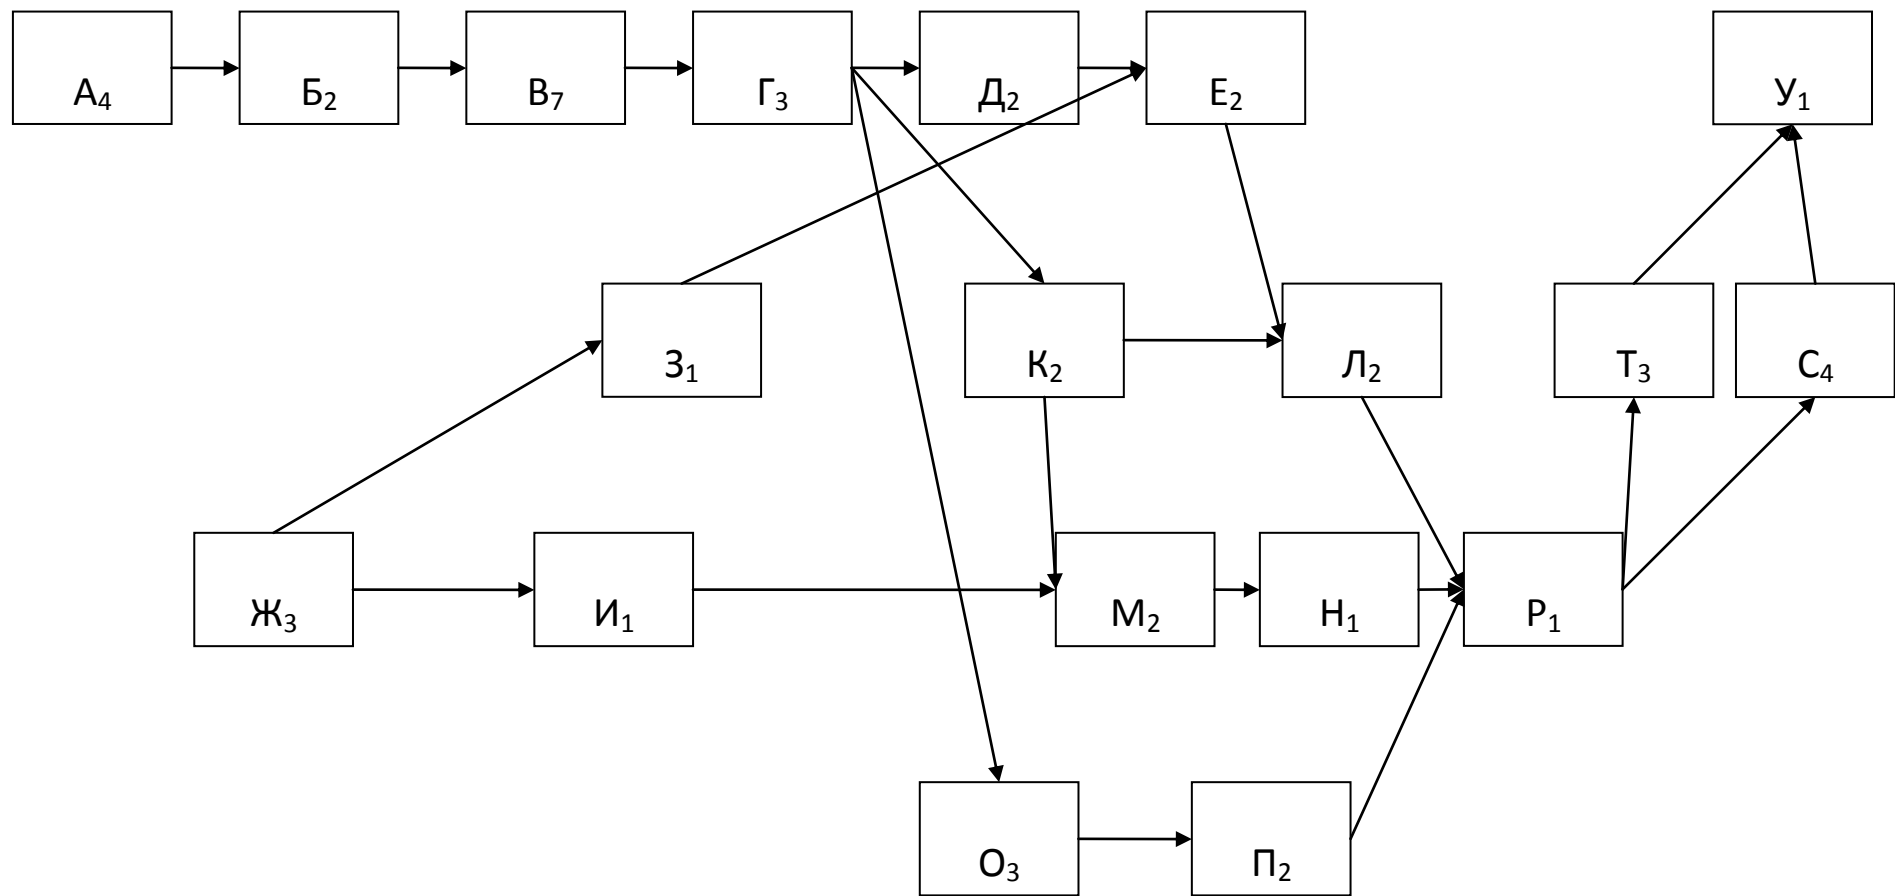 А₄
Б₂
В₇
Г₃
Д₂
Е₂
У₁
З₁
К₂
Л₂
Т₃
С₄
Ж₃
И₁
М₂
Н₁
Р₁
О₃
П₂